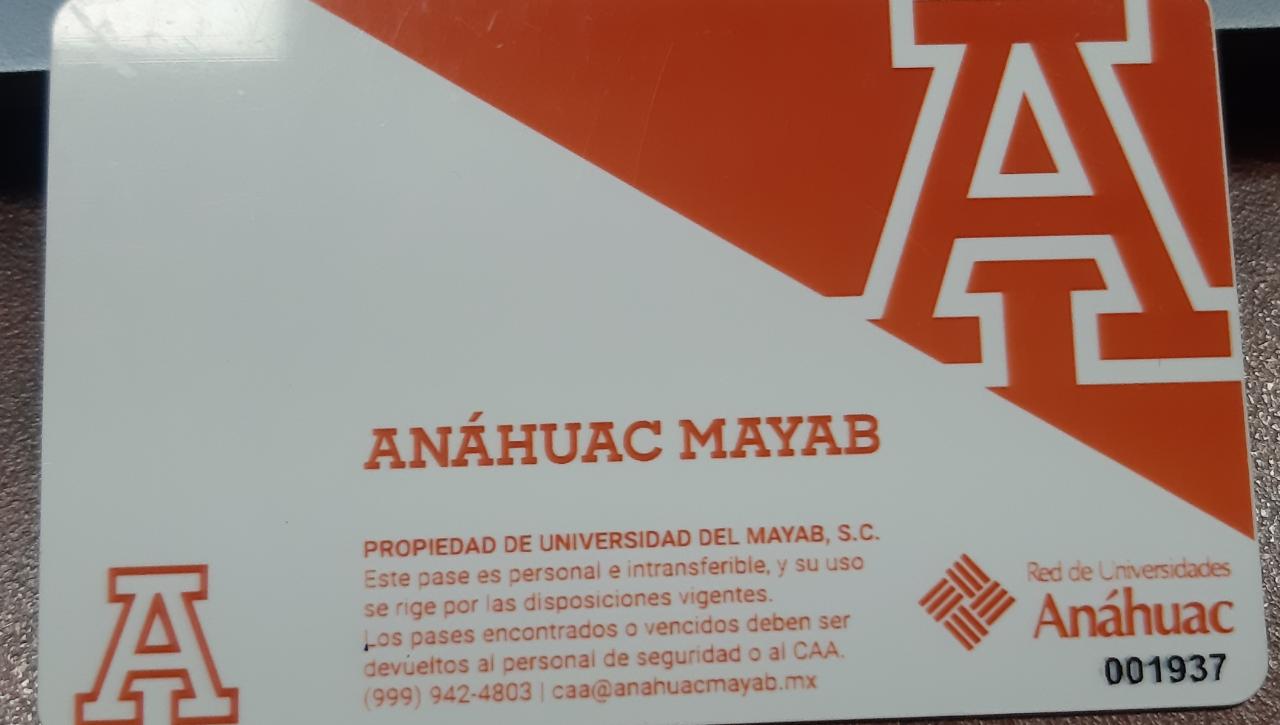 A
ANÁHUAC MAYAB
PROPIEDAD DE UNIVERSIDAD DEL MAYAB, S.C.
Este pase es personal e intransferible, y su uso
se rige por las disposiciones vigentes.
Los pases encontrados o vencidos deben ser
devueltos al personal de seguridad o al CAA.
(999) 942-4803 | caa@anahuacmayab.mx
A
Red de Universidades
Anáhuac
001937